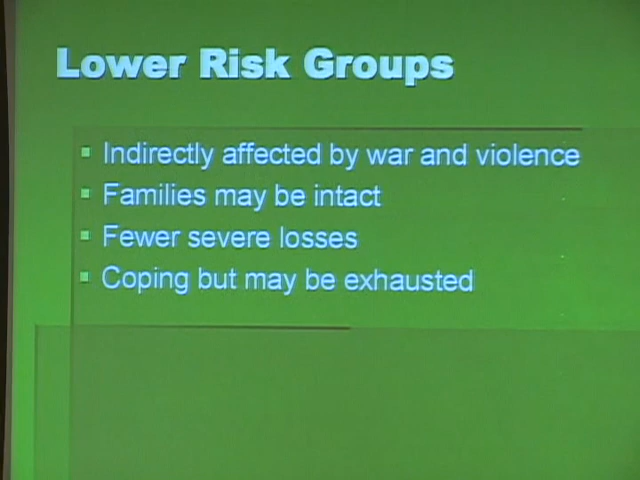 Lower Risk Groups
Indirectly affected by war and violence
Families may be intact
Fewer severe losses
Coping but may be exhausted